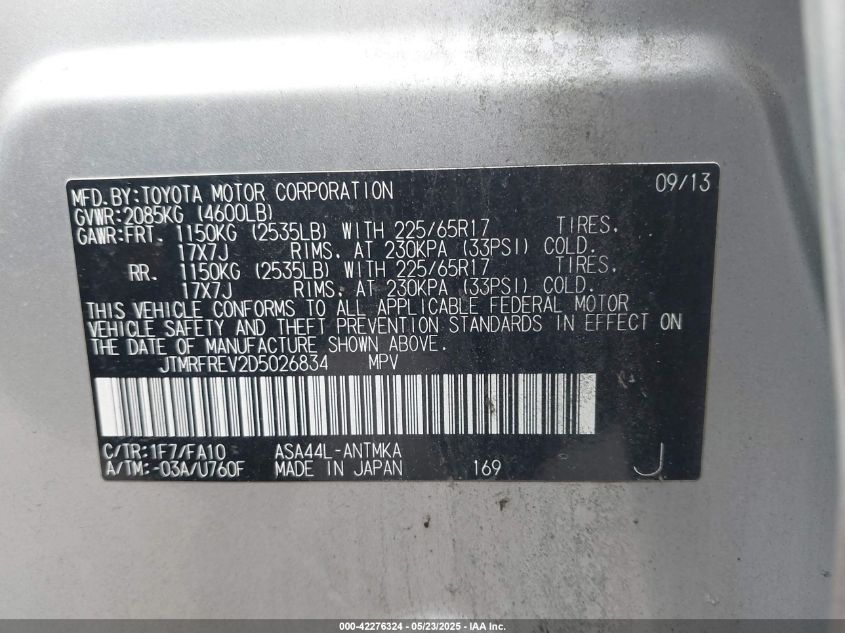 MFD.BY:TOYOTA MOTOR CORPORATION 09/13
GVWR:2085KG (4600LB)
GAWR:FRT. 1150KG (2535LB) WITH 225/65R17 TIRES.
17X7J RIMS. AT 230KPA (33PSI) COLD.
RR. 1150KG (2535LB) WITH 225/65R17 TIRES.
17X7J RIMS. AT 230KPA (33PSI) COLD.
THIS VEHICLE CONFORMS TO ALL APPLICABLE FEDERAL MOTOR
VEHICLE SAFETY AND THEFT PREVENTION STANDARDS IN EFFECT ON
THE DATE OF MANUFACTURE SHOWN ABOVE.
JTMRFREV2D5026834 MPV
C/TR:1F7/FA10 ASA44L-ANTMKA
A/TM:-03A/U760F MADE IN JAPAN 169 J
000-42276324 | 05/23/2025 | IAA Inc.